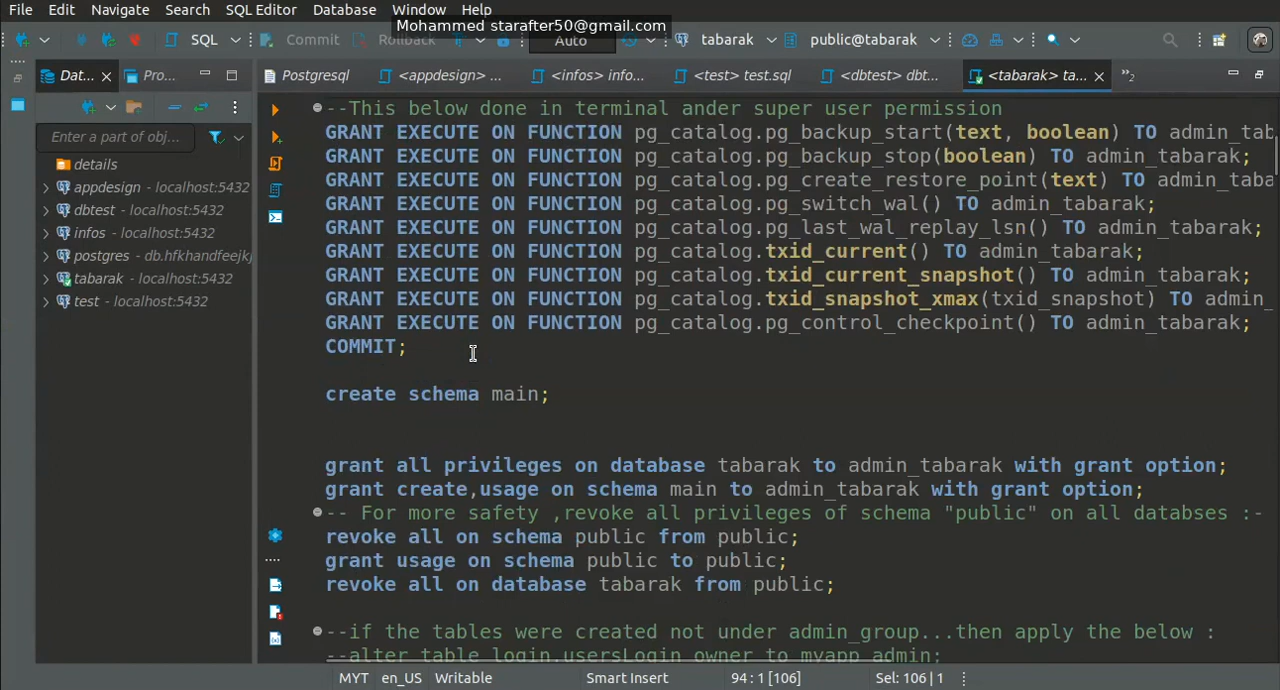 File Edit Navigate Search SQL Editor Database Window Help
Mohammed starafter50@gmail.com
SQL Commit Rollback Auto tabarak public@tabarak
Dat... Pro... Postgresql <appdesign> ... <infos> info... <test> test.sql <dbtest> dbt... <tabarak> ta... »2
Enter a part of obj...
details
appdesign - localhost:5432
dbtest - localhost:5432
infos - localhost:5432
postgres - db.hfkhandfeejkj
tabarak - localhost:5432
test - localhost:5432
--This below done in terminal ander super user permission
GRANT EXECUTE ON FUNCTION pg_catalog.pg_backup_start(text, boolean) TO admin_tab
GRANT EXECUTE ON FUNCTION pg_catalog.pg_backup_stop(boolean) TO admin_tabarak;
GRANT EXECUTE ON FUNCTION pg_catalog.pg_create_restore_point(text) TO admin_taba
GRANT EXECUTE ON FUNCTION pg_catalog.pg_switch_wal() TO admin_tabarak;
GRANT EXECUTE ON FUNCTION pg_catalog.pg_last_wal_replay_lsn() TO admin_tabarak;
GRANT EXECUTE ON FUNCTION pg_catalog.txid_current() TO admin_tabarak;
GRANT EXECUTE ON FUNCTION pg_catalog.txid_current_snapshot() TO admin_tabarak;
GRANT EXECUTE ON FUNCTION pg_catalog.txid_snapshot_xmax(txid_snapshot) TO admin_
GRANT EXECUTE ON FUNCTION pg_catalog.pg_control_checkpoint() TO admin_tabarak;
COMMIT;
create schema main;
grant all privileges on database tabarak to admin_tabarak with grant option;
grant create,usage on schema main to admin_tabarak with grant option;
-- For more safety ,revoke all privileges of schema "public" on all databses :-
revoke all on schema public from public;
grant usage on schema public to public;
revoke all on database tabarak from public;
--if the tables were created not under admin_group...then apply the below :
--alter table login.usersLogin owner to myapp_admin;
MYT en_US Writable Smart Insert 94 : 1 [106] Sel: 106 | 1